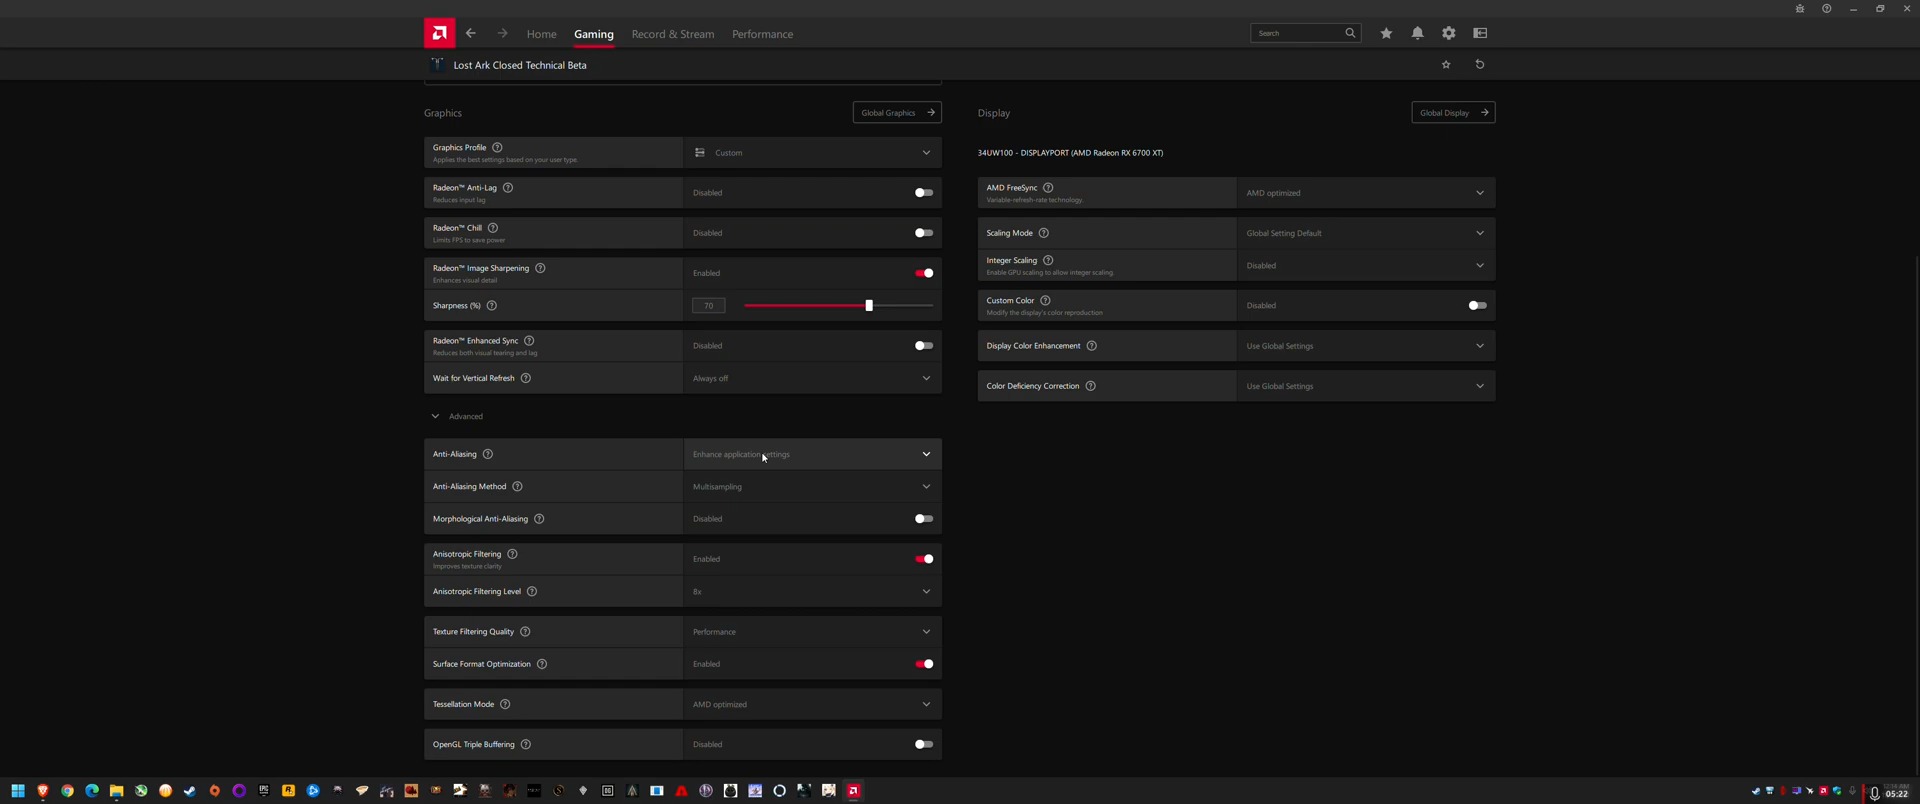 Home
Gaming
Record & Stream
Performance
Search
Lost Ark Closed Technical Beta
Graphics
Global Graphics
Graphics Profile
Applies the best settings based on your user type.
Custom
Radeon™ Anti-Lag
Reduces input lag
Disabled
Radeon™ Chill
Limits FPS to save power
Disabled
Radeon™ Image Sharpening
Enhances visual detail
Enabled
Sharpness (%)
70
Radeon™ Enhanced Sync
Reduces both visual tearing and lag
Disabled
Wait for Vertical Refresh
Always off
Advanced
Anti-Aliasing
Enhance application settings
Anti-Aliasing Method
Multisampling
Morphological Anti-Aliasing
Disabled
Anisotropic Filtering
Improves texture clarity
Enabled
Anisotropic Filtering Level
8x
Texture Filtering Quality
Performance
Surface Format Optimization
Enabled
Tessellation Mode
AMD optimized
OpenGL Triple Buffering
Disabled
Display
Global Display
34UW100 - DISPLAYPORT (AMD Radeon RX 6700 XT)
AMD FreeSync
Variable-refresh-rate technology.
AMD optimized
Scaling Mode
Global Setting Default
Integer Scaling
Enable GPU scaling to allow integer scaling.
Disabled
Custom Color
Modify the display's color reproduction
Disabled
Display Color Enhancement
Use Global Settings
Color Deficiency Correction
Use Global Settings
05:22